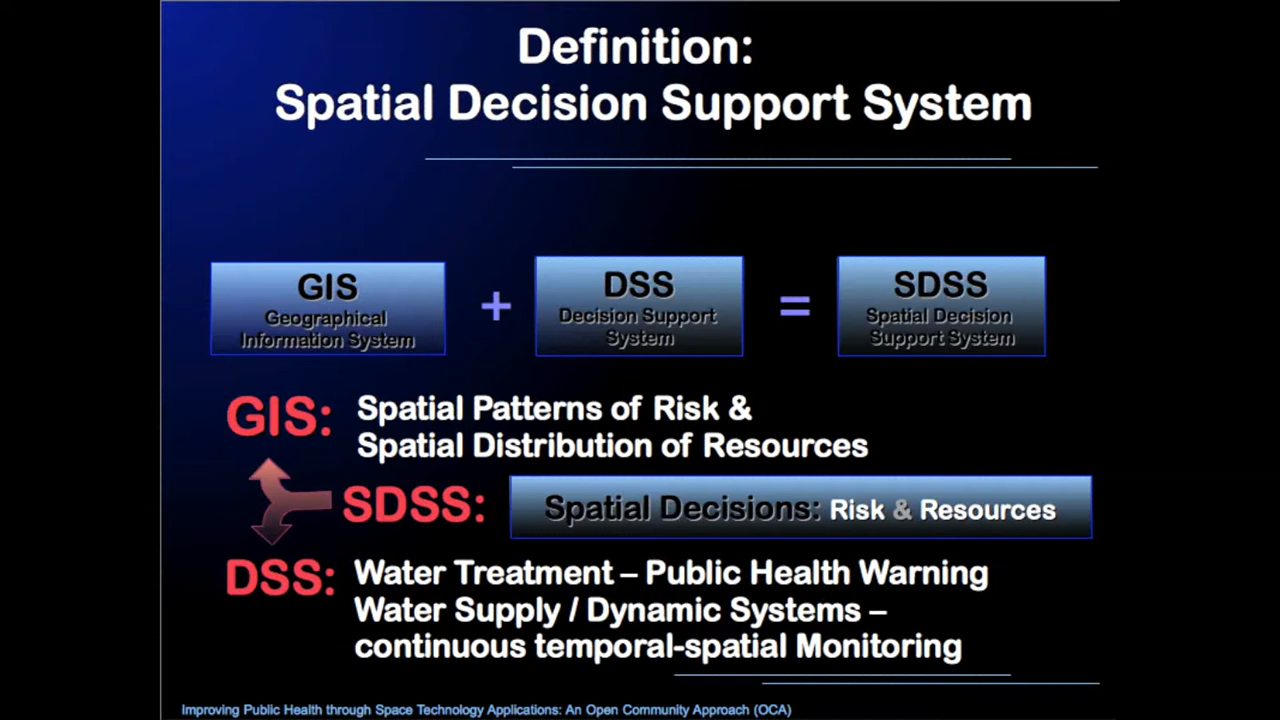 Definition:
Spatial Decision Support System
GIS
Geographical
Information System
+
DSS
Decision Support
System
=
SDSS
Spatial Decision
Support System
GIS: Spatial Patterns of Risk &
Spatial Distribution of Resources
SDSS: Spatial Decisions: Risk & Resources
DSS: Water Treatment – Public Health Warning
Water Supply / Dynamic Systems –
continuous temporal-spatial Monitoring
Improving Public Health through Space Technology Applications: An Open Community Approach (OCA)